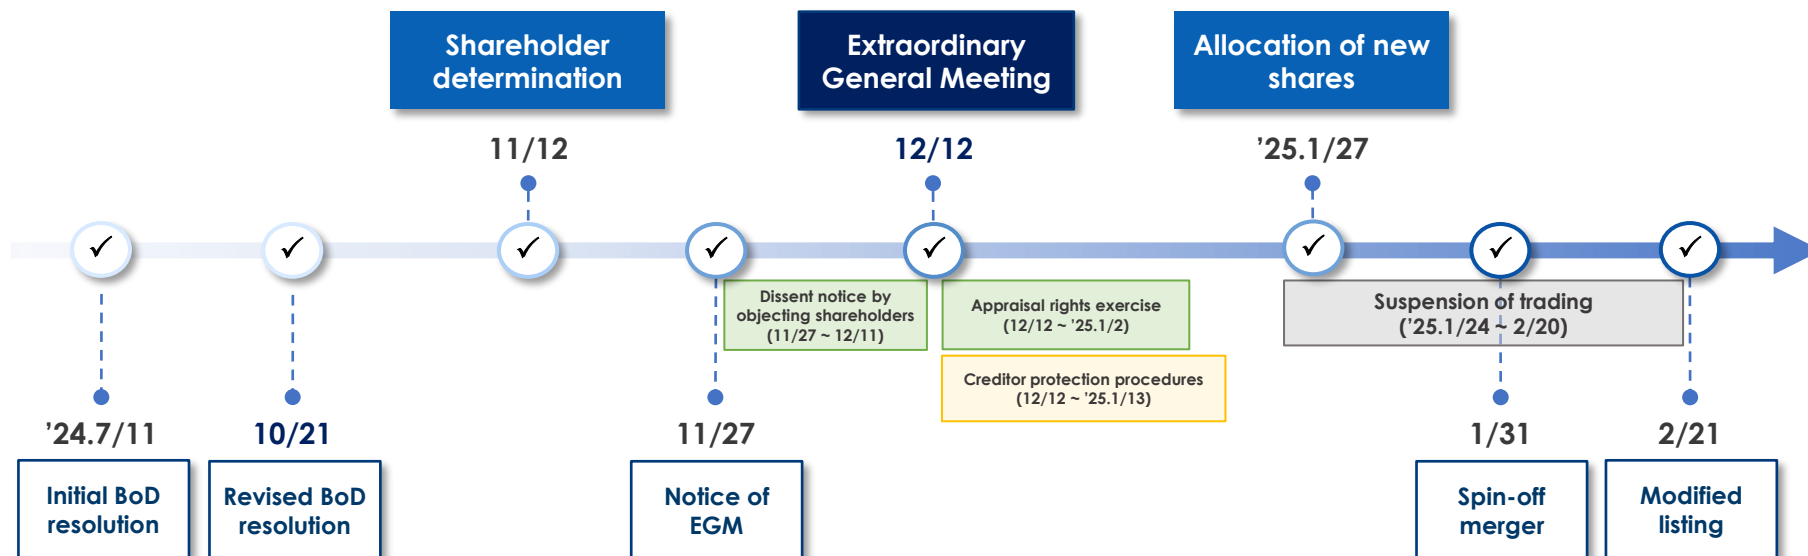 Shareholder
determination
Extraordinary
General Meeting
Allocation of new
shares
11/12
12/12
’25.1/27
Dissent notice by
objecting shareholders
(11/27 ~ 12/11)
Appraisal rights exercise
(12/12 ~ ’25.1/2)
Suspension of trading
(’25.1/24 ~ 2/20)
Creditor protection procedures
(12/12 ~ ’25.1/13)
’24.7/11
10/21
11/27
1/31
2/21
Initial BoD
resolution
Revised BoD
resolution
Notice of
EGM
Spin-off
merger
Modified
listing